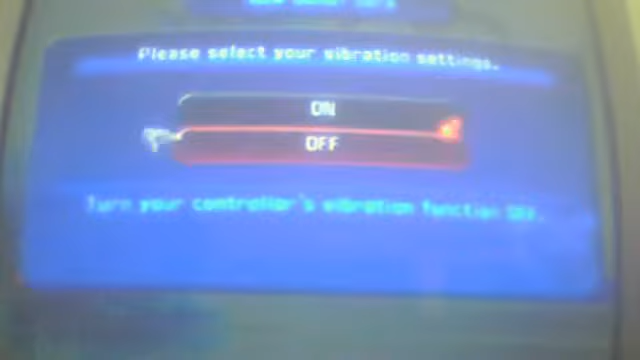 Please select your vibration settings.
ON
OFF
Turn your controller's vibration function OFF.